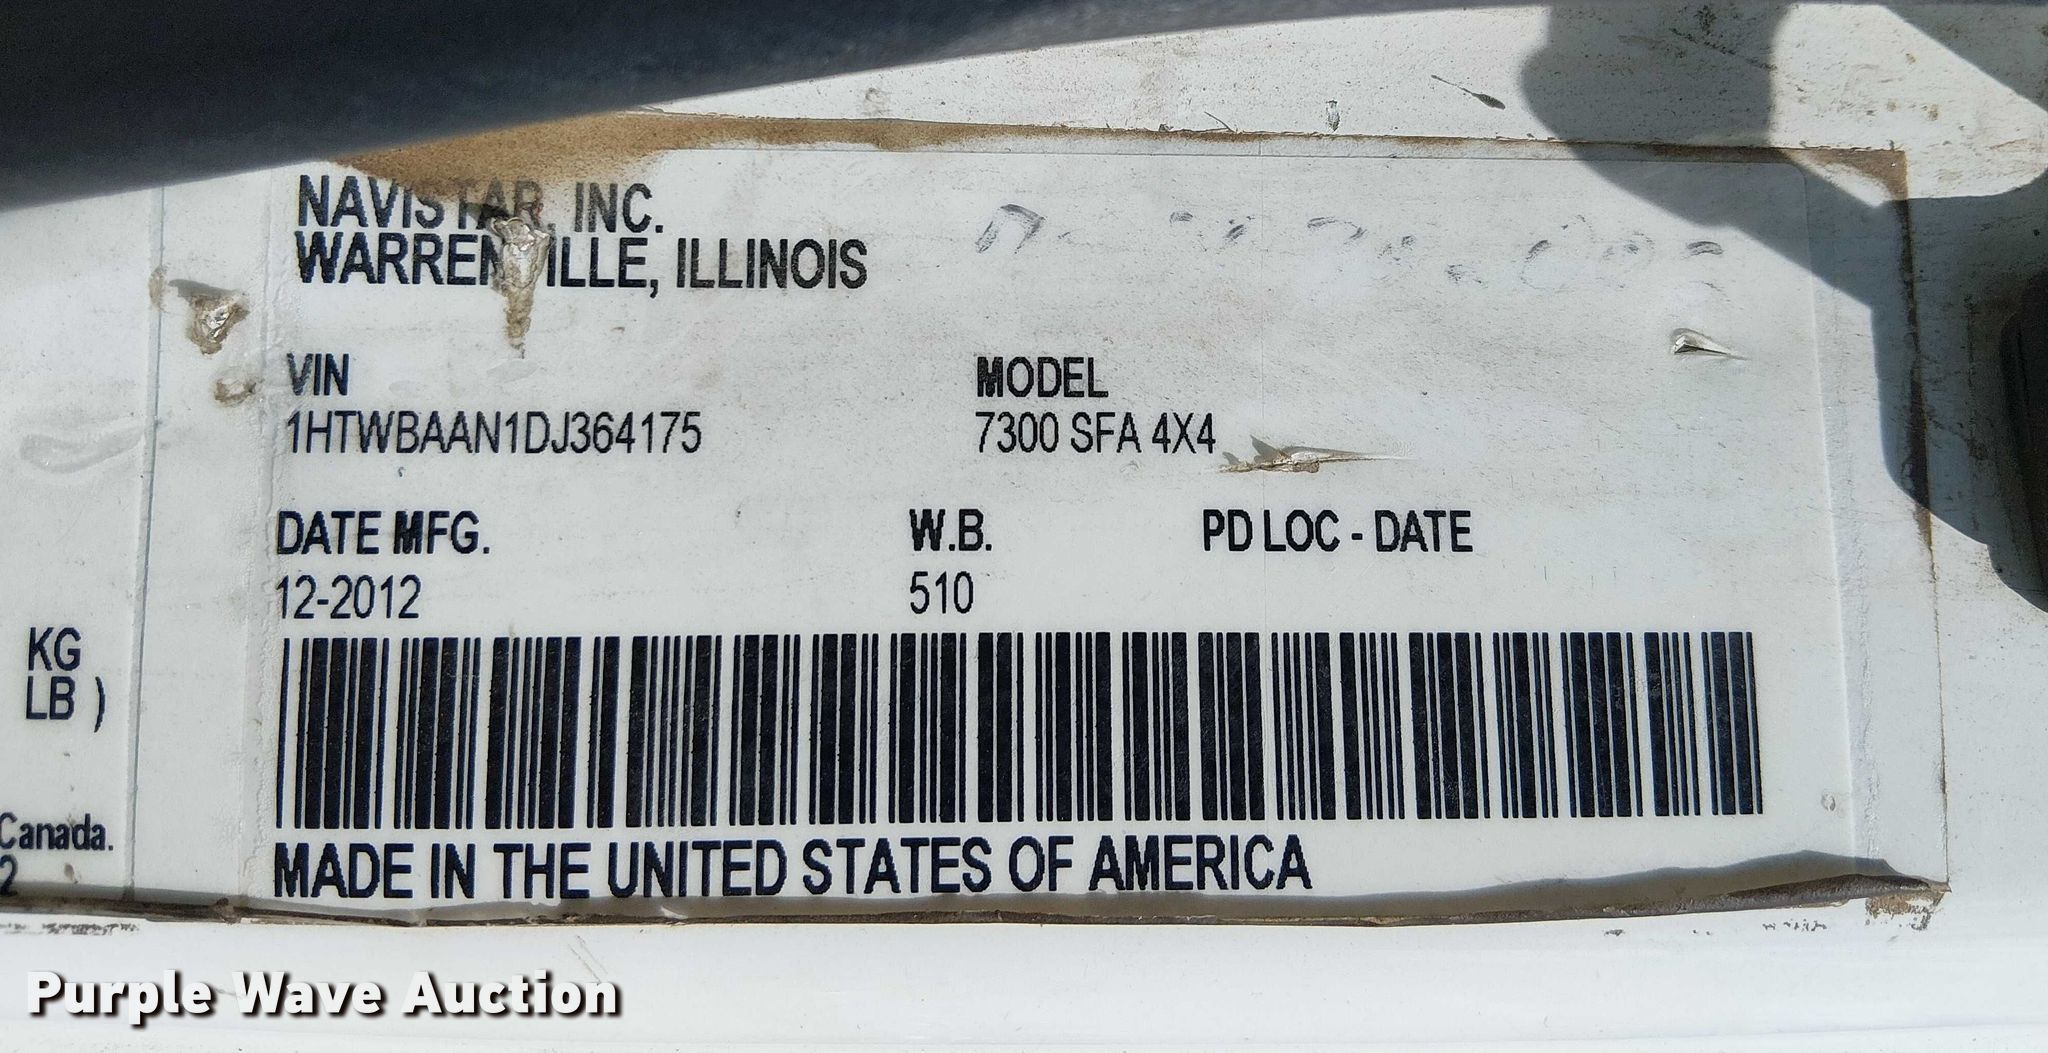 NAVISTAR, INC.
WARRENVILLE, ILLINOIS
VIN
1HTWBAAN1DJ364175
MODEL
7300 SFA 4X4
DATE MFG.
12-2012
W.B.
510
PD LOC - DATE
KG
LB )
Canada.
2
MADE IN THE UNITED STATES OF AMERICA
Purple Wave Auction